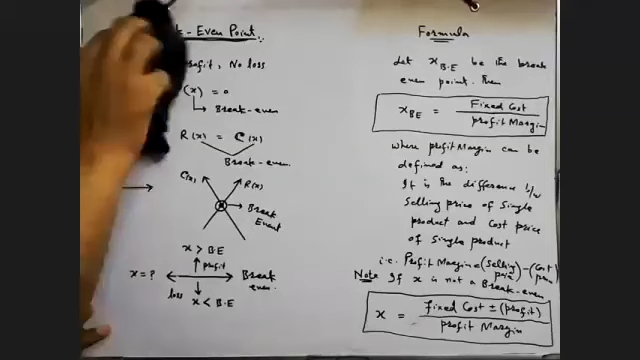 - Even Point.
No loss
(x) = 0
Break-even
R(x) = C(x)
Break-even.
C(x)
R(x)
Break
Event
x > B.E
profit
x = ?
Break
even.
loss
x < B.E
Formula
Let x B.E be the break
even point. Then
x BE = Fixed Cost
profit Margin
where profit Margin can be
defined as:
It is the difference b/w
Selling price of Single
product and Cost price
of Single product
i.e. Profit Margin = (Selling price) - (Cost price)
Note If x is not a Break-even
x = fixed Cost ± (profit)
profit Margin